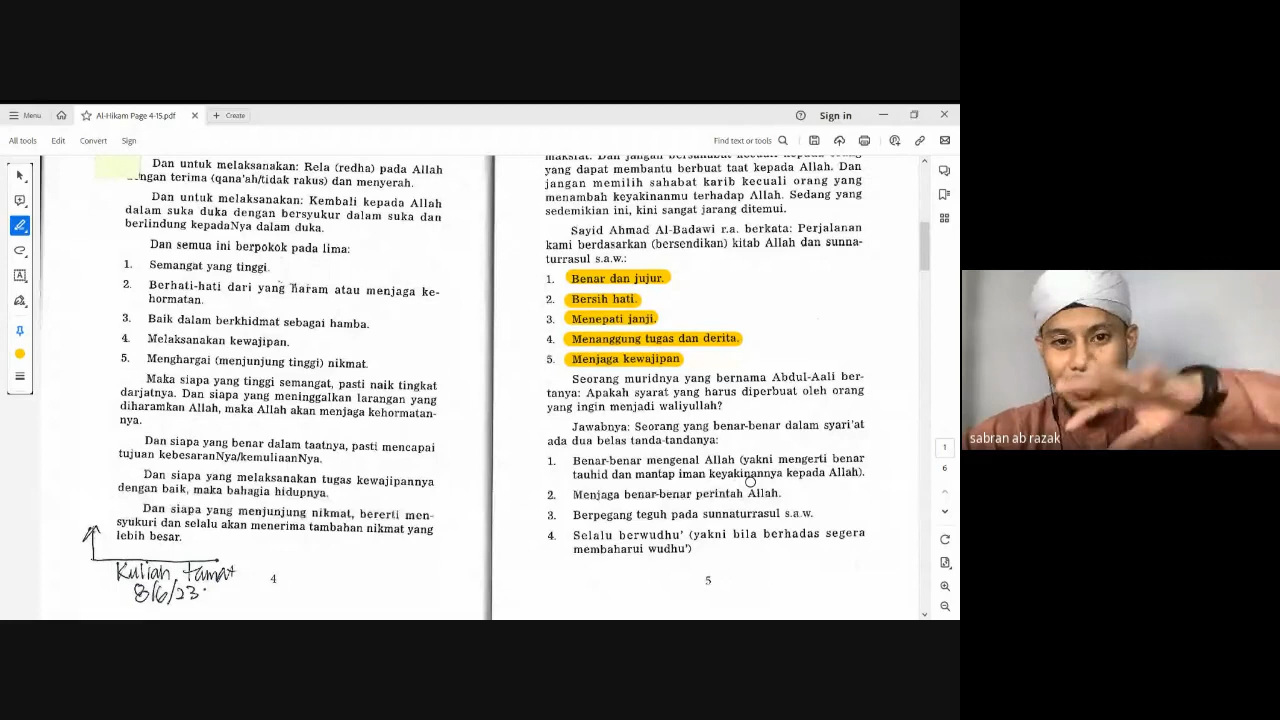 Menu
Al-Hikam Page 4-15.pdf
Create
Sign in
All tools
Edit
Convert
Sign
Find text or tools
Dan untuk melaksanakan: Rela (redha) pada Allah
dengan terima (qana'ah/tidak rakus) dan menyerah.
Dan untuk melaksanakan: Kembali kepada Allah
dalam suka duka dengan bersyukur dalam suka dan
berlindung kepadaNya dalam duka.
Dan semua ini berpokok pada lima:
1. Semangat yang tinggi.
2. Berhati-hati dari yang haram atau menjaga ke-
hormatan.
3. Baik dalam berkhidmat sebagai hamba.
4. Melaksanakan kewajipan.
5. Menghargai (menjunjung tinggi) nikmat.
Maka siapa yang tinggi semangat, pasti naik tingkat
darjatnya. Dan siapa yang meninggalkan larangan yang
diharamkan Allah, maka Allah akan menjaga kehormatan-
nya.
Dan siapa yang benar dalam taatnya, pasti mencapai
tujuan kebesaranNya/kemuliaanNya.
Dan siapa yang melaksanakan tugas kewajipannya
dengan baik, maka bahagia hidupnya.
Dan siapa yang menjunjung nikmat, bererti men-
syukuri dan selalu akan menerima tambahan nikmat yang
lebih besar.
Kuliah tamat
8/6/23.
4
yang dapat membantu berbuat taat kepada Allah. Dan
jangan memilih sahabat karib kecuali orang yang
menambah keyakinanmu terhadap Allah. Sedang yang
sedemikian ini, kini sangat jarang ditemui.
Sayid Ahmad Al-Badawi r.a. berkata: Perjalanan
kami berdasarkan (bersendikan) kitab Allah dan sunna-
turrasul s.a.w.:
1. Benar dan jujur.
2. Bersih hati.
3. Menepati janji.
4. Menanggung tugas dan derita.
5. Menjaga kewajipan
Seorang muridnya yang bernama Abdul-Aali ber-
tanya: Apakah syarat yang harus diperbuat oleh orang
yang ingin menjadi waliyullah?
Jawabnya: Seorang yang benar-benar dalam syari'at
ada dua belas tanda-tandanya:
1. Benar-benar mengenal Allah (yakni mengerti benar
tauhid dan mantap iman keyakinannya kepada Allah).
2. Menjaga benar-benar perintah Allah.
3. Berpegang teguh pada sunnaturrasul s.a.w.
4. Selalu berwudhu' (yakni bila berhadas segera
membaharui wudhu')
5
1
6
sabran ab razak